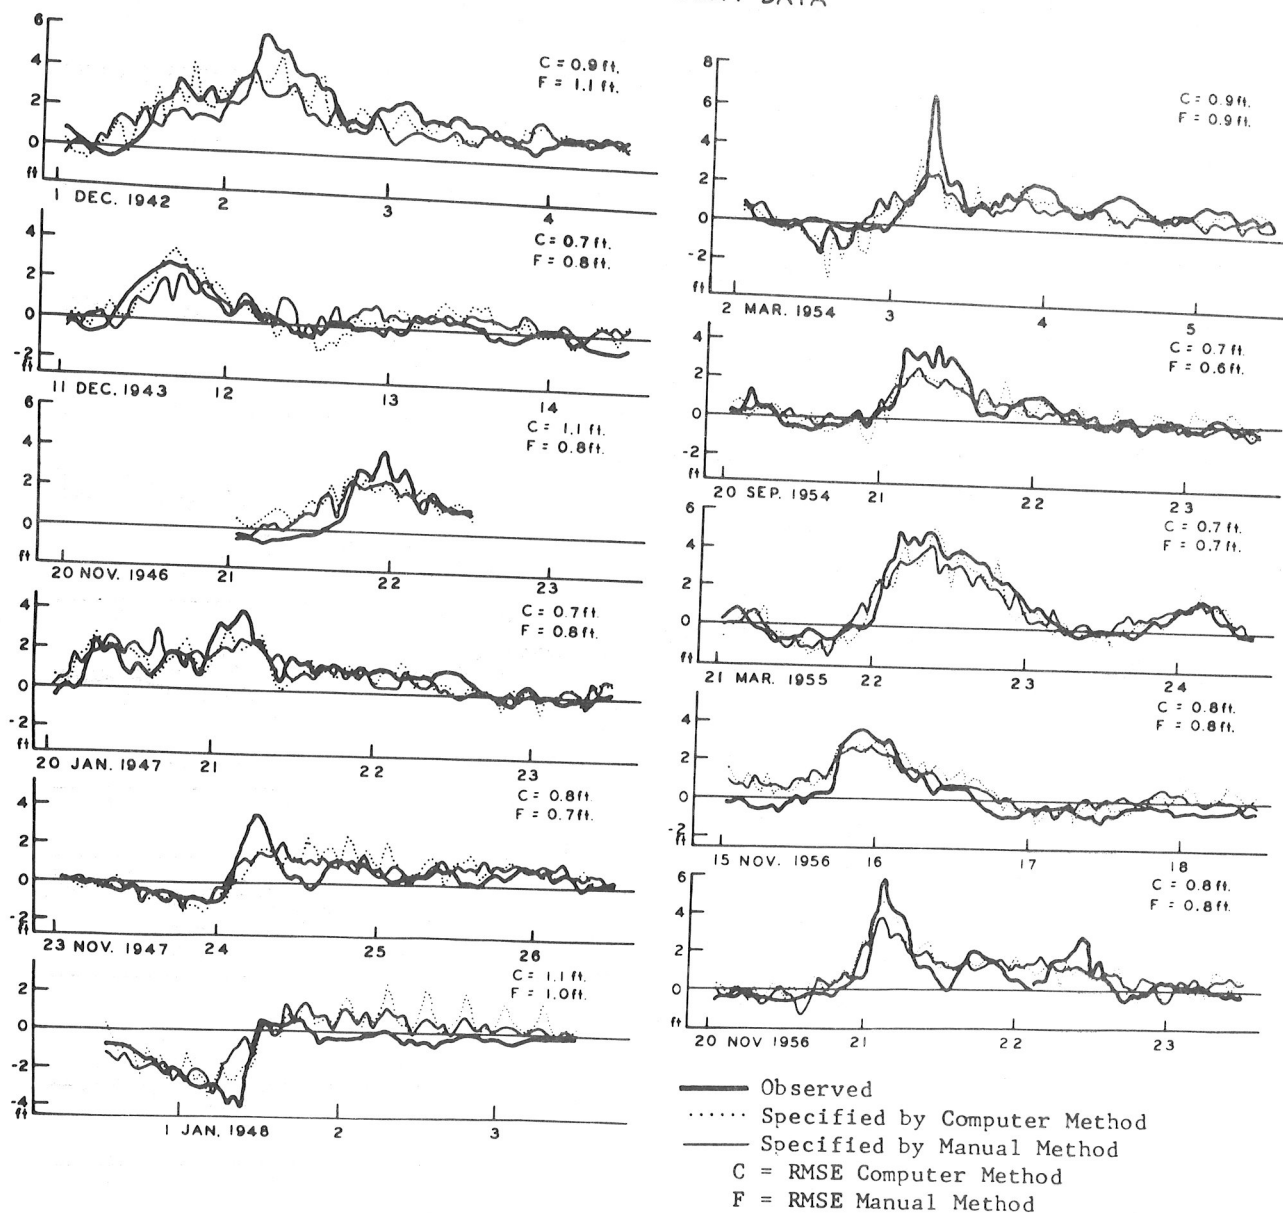 DATA
6
4
2
0
ft
C = 0.9 ft.
F = 1.1 ft.
1 DEC. 1942 2 3 4
4
2
0
-2
ft
C = 0.7 ft.
F = 0.8 ft.
11 DEC. 1943 12 13 14
6
4
2
0
ft
C = 1.1 ft.
F = 0.8 ft.
20 NOV. 1946 21 22 23
4
2
0
-2
ft
C = 0.7 ft.
F = 0.8 ft.
20 JAN. 1947 21 22 23
4
2
0
-2
ft
C = 0.8 ft.
F = 0.7 ft.
23 NOV. 1947 24 25 26
2
0
-2
-4
ft
C = 1.1 ft.
F = 1.0 ft.
1 JAN, 1948 2 3
8
6
4
2
0
-2
ft
C = 0.9 ft.
F = 0.9 ft.
2 MAR. 1954 3 4 5
4
2
0
-2
ft
C = 0.7 ft.
F = 0.6 ft.
20 SEP. 1954 21 22 23
6
4
2
0
ft
C = 0.7 ft.
F = 0.7 ft.
21 MAR. 1955 22 23 24
4
2
0
-2
ft
C = 0.8 ft.
F = 0.8 ft.
15 NOV. 1956 16 17 18
6
4
2
0
ft
C = 0.8 ft.
F = 0.8 ft.
20 NOV 1956 21 22 23
Observed
Specified by Computer Method
Specified by Manual Method
C = RMSE Computer Method
F = RMSE Manual Method